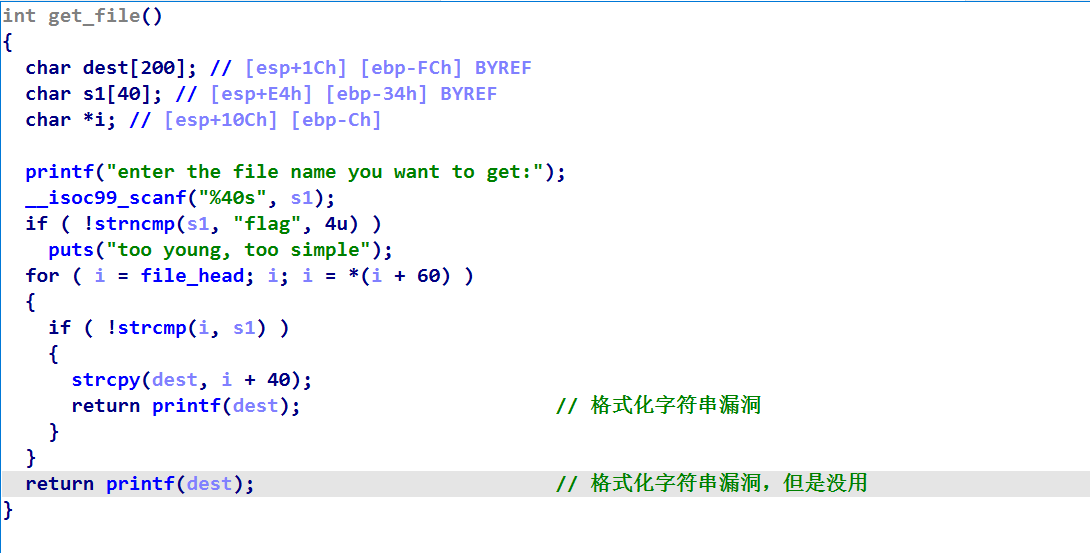 int get_file()
{
  char dest[200]; // [esp+1Ch] [ebp-FCh] BYREF
  char s1[40]; // [esp+E4h] [ebp-34h] BYREF
  char *i; // [esp+10Ch] [ebp-Ch]

  printf("enter the file name you want to get:");
  __isoc99_scanf("%40s", s1);
  if ( !strncmp(s1, "flag", 4u) )
    puts("too young, too simple");
  for ( i = file_head; i; i = *(i + 60) )
  {
    if ( !strcmp(i, s1) )
    {
      strcpy(dest, i + 40);
      return printf(dest);                      // 格式化字符串漏洞
    }
  }
  return printf(dest);                          // 格式化字符串漏洞，但是没用
}